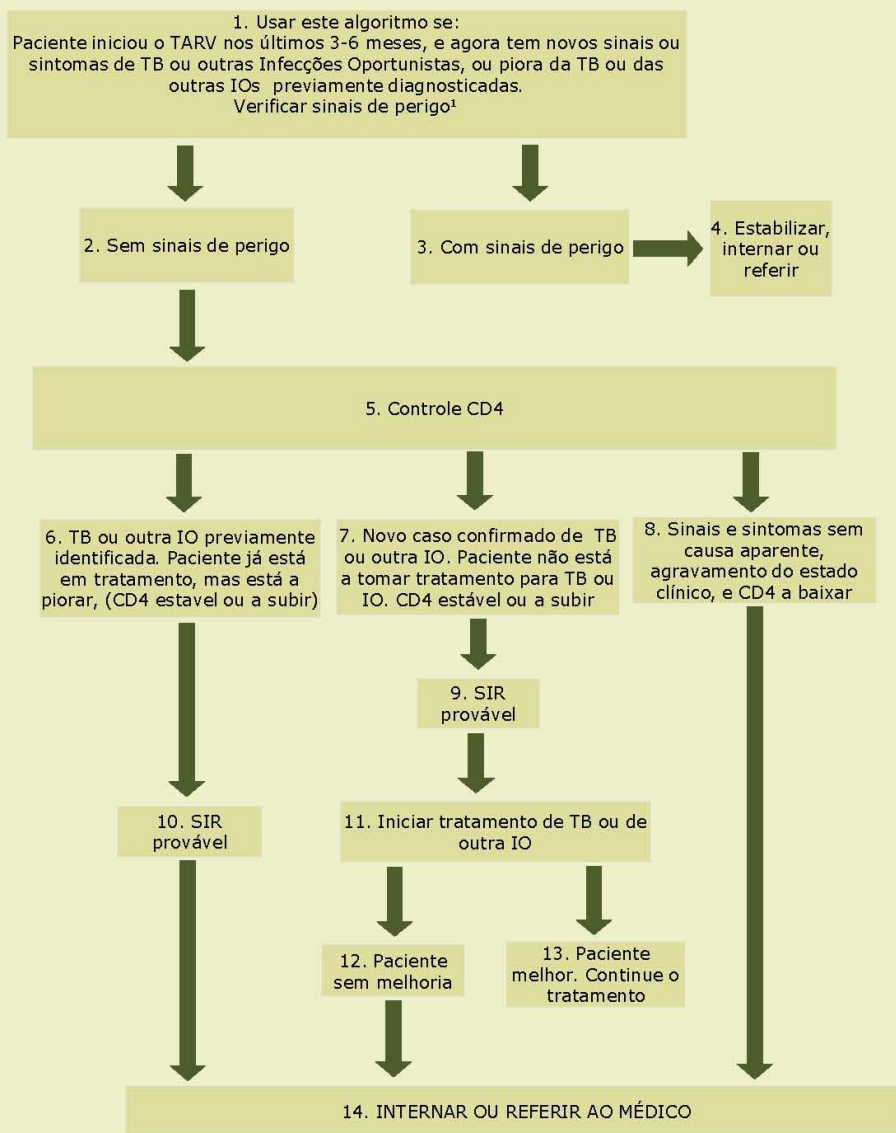 1. Usar este algoritmo se:
Paciente iniciou o TARV nos últimos 3-6 meses, e agora tem novos sinais ou
sintomas de TB ou outras Infecções Oportunistas, ou piora da TB ou das
outras IOs previamente diagnosticadas.
Verificar sinais de perigo¹
2. Sem sinais de perigo
3. Com sinais de perigo
4. Estabilizar,
internar ou
referir
5. Controle CD4
6. TB ou outra IO previamente
identificada. Paciente já está
em tratamento, mas está a
piorar, (CD4 estavel ou a subir)
7. Novo caso confirmado de TB
ou outra IO. Paciente não está
a tomar tratamento para TB ou
IO. CD4 estável ou a subir
8. Sinais e sintomas sem
causa aparente,
agravamento do estado
clínico, e CD4 a baixar
9. SIR
provável
10. SIR
provável
11. Iniciar tratamento de TB ou de
outra IO
12. Paciente
sem melhoria
13. Paciente
melhor. Continue o
tratamento
14. INTERNAR OU REFERIR AO MÉDICO